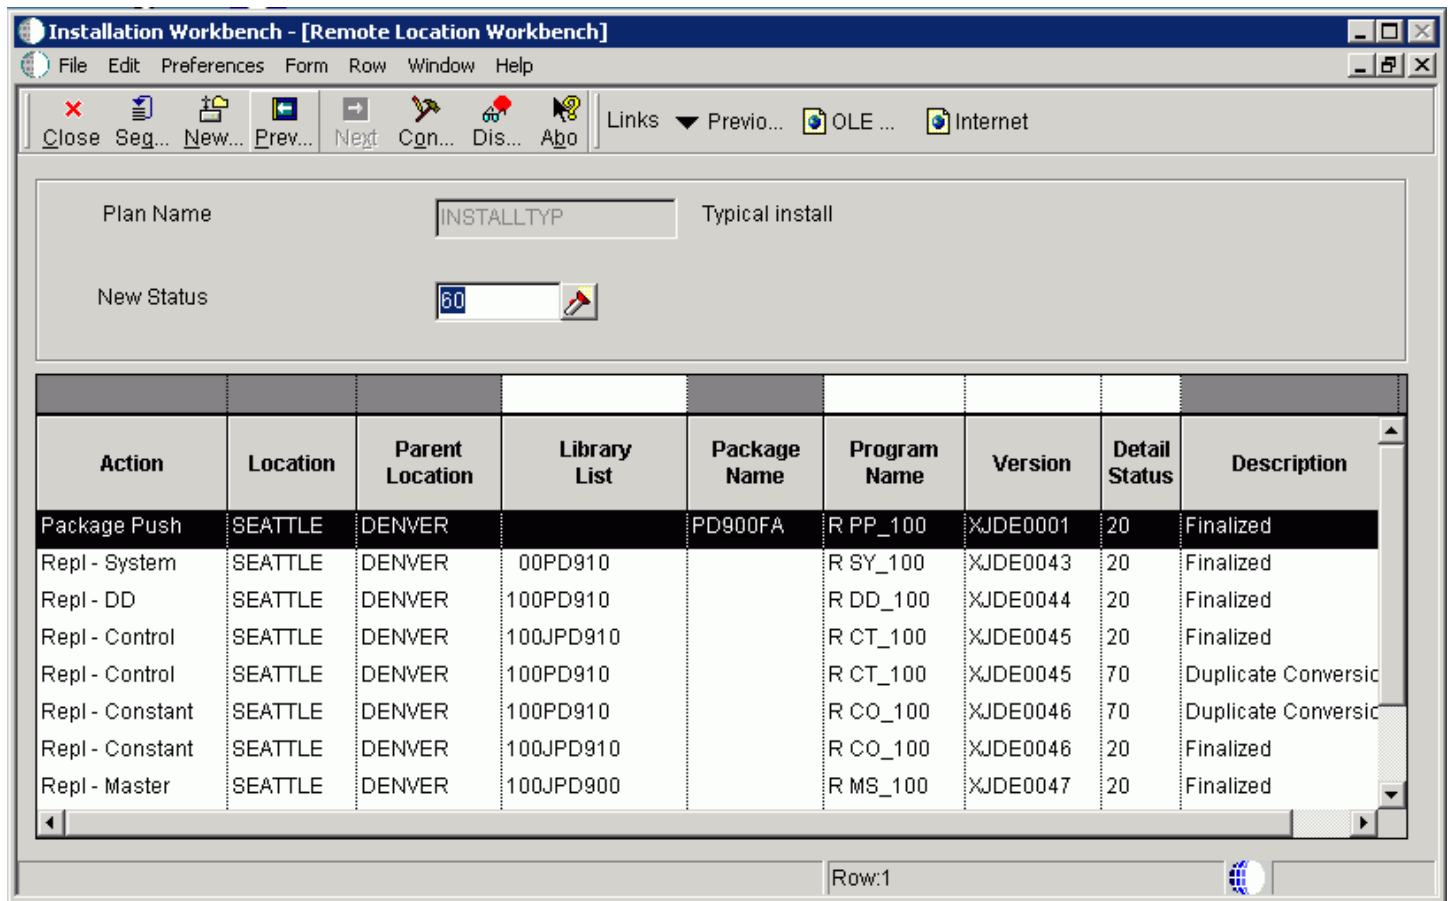 Installation Workbench - [Remote Location Workbench]
File Edit Preferences Form Row Window Help
Close Seq... New... Prev... Next Con... Dis... Abo Links Previo... OLE ... Internet
Plan Name INSTALLTYP Typical install
New Status 60
Action Location Parent Location Library List Package Name Program Name Version Detail Status Description
Package Push SEATTLE DENVER PD900FA R PP_100 XJDE0001 20 Finalized
Repl - System SEATTLE DENVER 00PD910 R SY_100 XJDE0043 20 Finalized
Repl - DD SEATTLE DENVER 100PD910 R DD_100 XJDE0044 20 Finalized
Repl - Control SEATTLE DENVER 100JPD910 R CT_100 XJDE0045 20 Finalized
Repl - Control SEATTLE DENVER 100PD910 R CT_100 XJDE0045 70 Duplicate Conversic
Repl - Constant SEATTLE DENVER 100PD910 R CO_100 XJDE0046 70 Duplicate Conversic
Repl - Constant SEATTLE DENVER 100JPD910 R CO_100 XJDE0046 20 Finalized
Repl - Master SEATTLE DENVER 100JPD900 R MS_100 XJDE0047 20 Finalized
Row:1